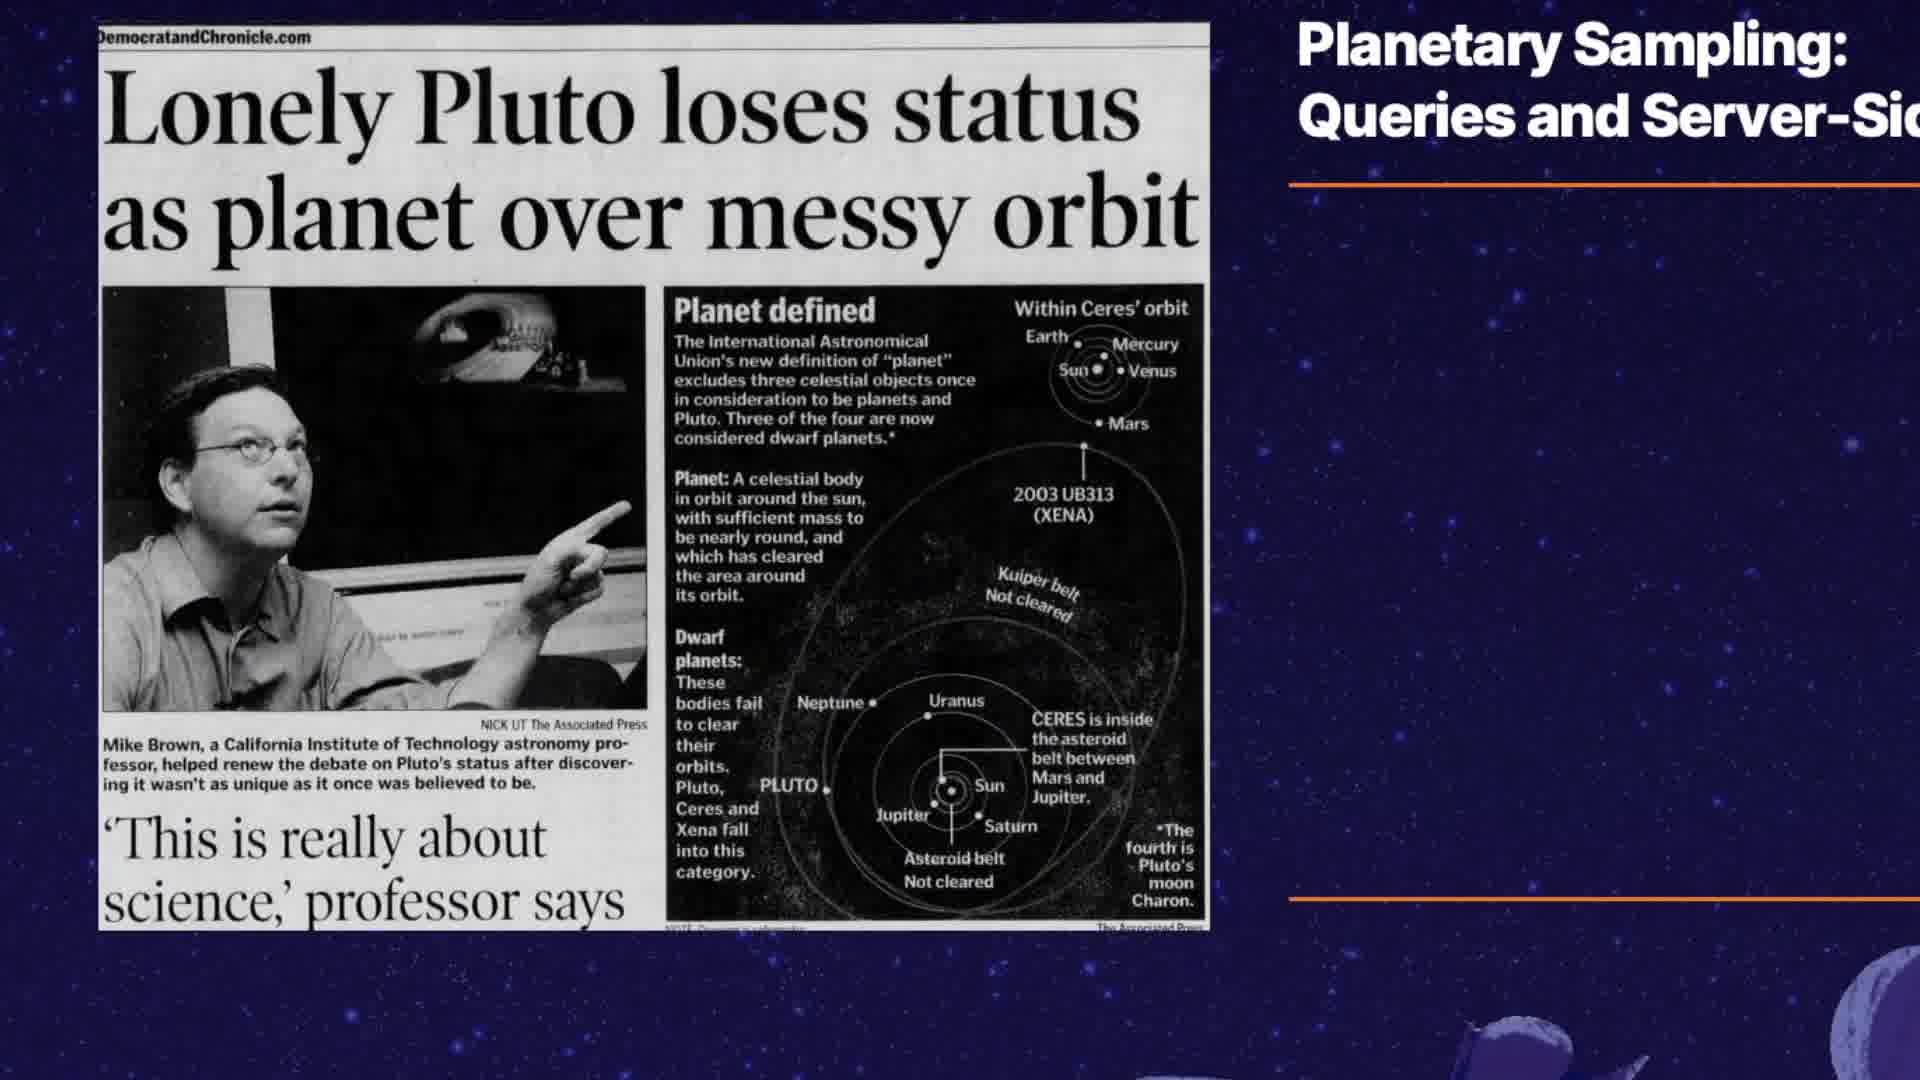 DemocratandChronicle.com
Lonely Pluto loses status
as planet over messy orbit
NICK UT The Associated Press
Mike Brown, a California Institute of Technology astronomy pro-
fessor, helped renew the debate on Pluto's status after discover-
ing it wasn't as unique as it once was believed to be.
‘This is really about
science,’ professor says
Planet defined
The International Astronomical
Union's new definition of “planet”
excludes three celestial objects once
in consideration to be planets and
Pluto. Three of the four are now
considered dwarf planets.*
Planet: A celestial body
in orbit around the sun,
with sufficient mass to
be nearly round, and
which has cleared
the area around
its orbit.
Dwarf
planets:
These
bodies fail
to clear
their
orbits.
Pluto,
Ceres and
Xena fall
into this
category.
Within Ceres’ orbit
Earth
Mercury
Sun
Venus
Mars
2003 UB313
(XENA)
Kuiper belt
Not cleared
Neptune
Uranus
CERES is inside
the asteroid
belt between
Mars and
Jupiter.
PLUTO
Sun
Jupiter
Saturn
Asteroid belt
Not cleared
*The
fourth is
Pluto's
moon
Charon.
The Associated Press
Planetary Sampling:
Queries and Server-Sid